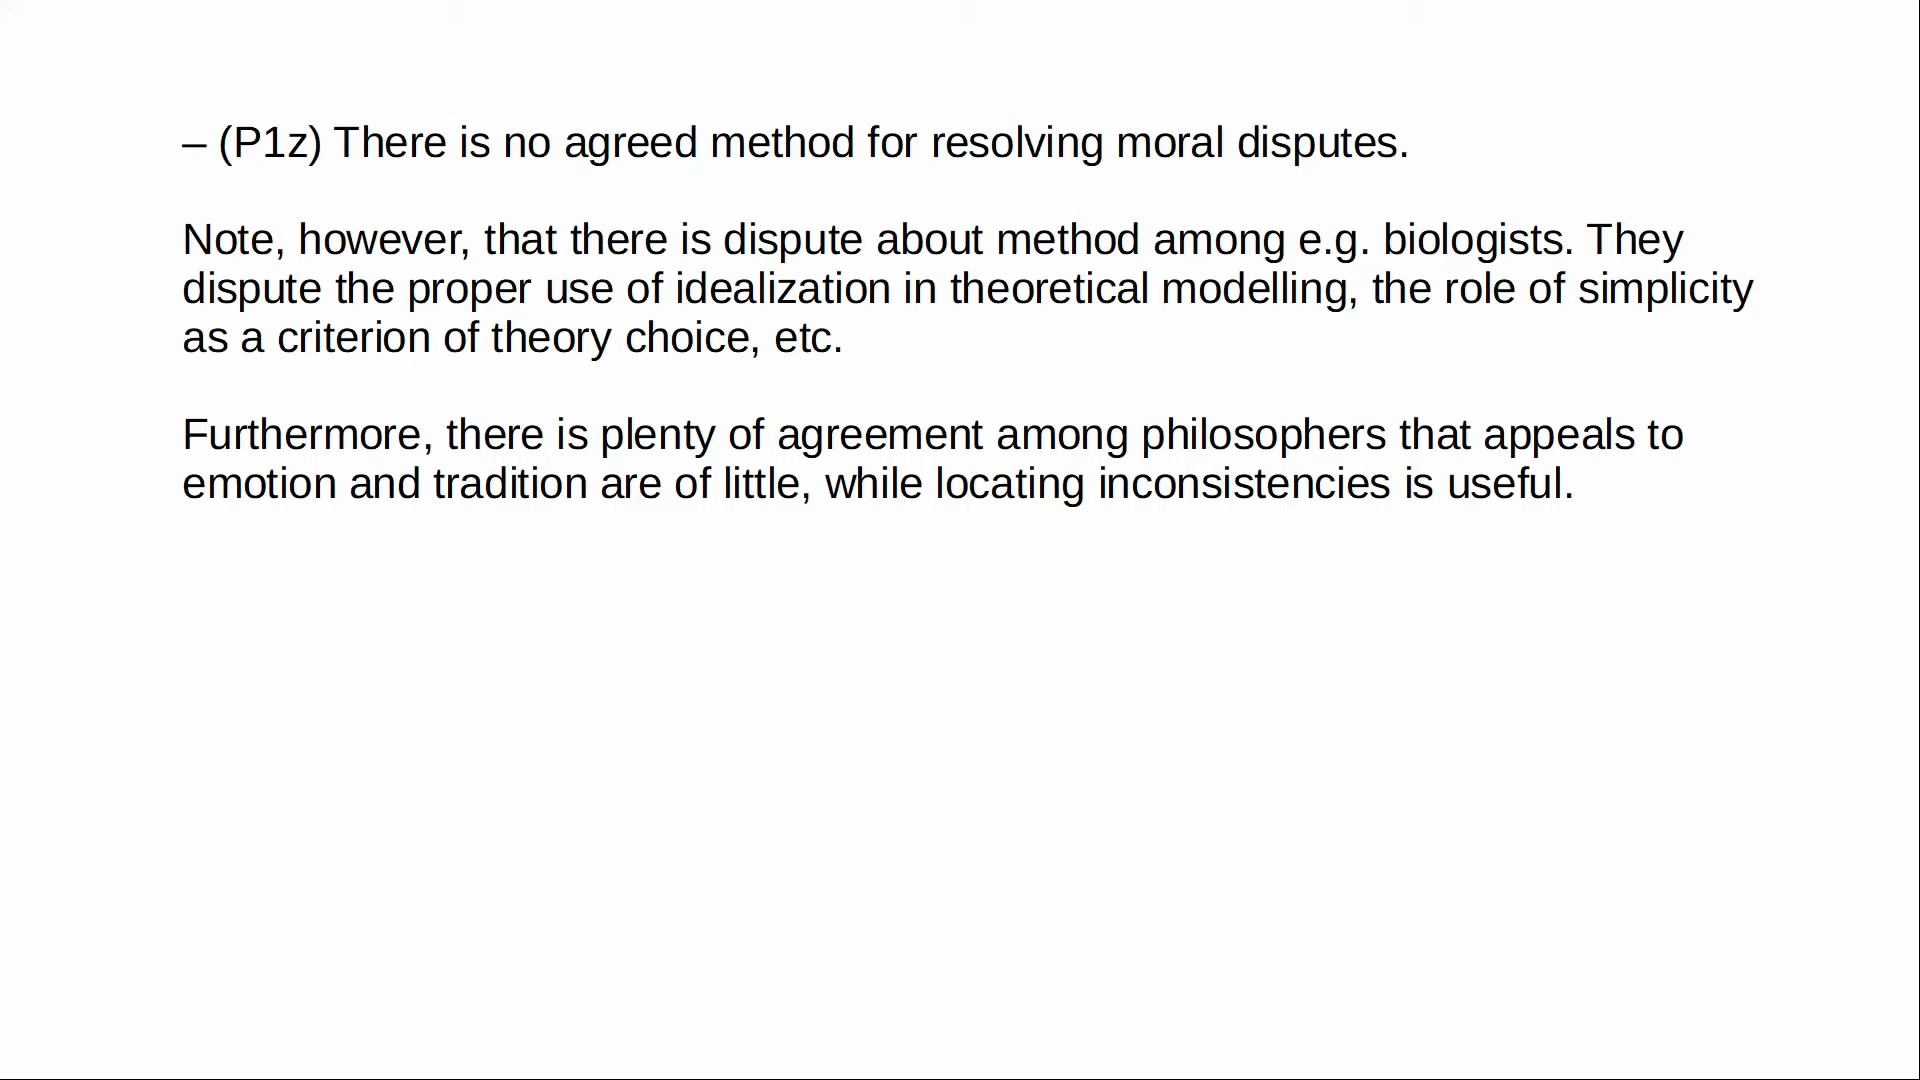 – (P1z) There is no agreed method for resolving moral disputes.
Note, however, that there is dispute about method among e.g. biologists. They
dispute the proper use of idealization in theoretical modelling, the role of simplicity
as a criterion of theory choice, etc.
Furthermore, there is plenty of agreement among philosophers that appeals to
emotion and tradition are of little, while locating inconsistencies is useful.